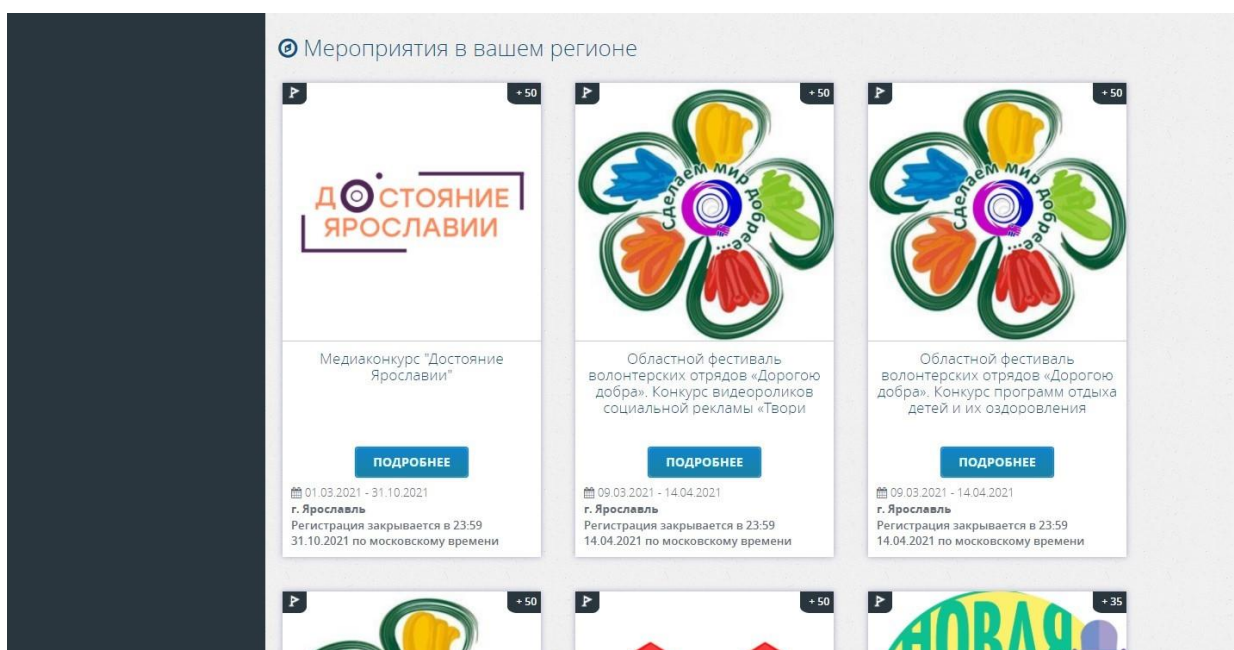 Мероприятия в вашем регионе
+ 50
ДОСТОЯНИЕ
ЯРОСЛАВИИ
Медиаконкурс "Достояние
Ярославии"
ПОДРОБНЕЕ
01.03.2021 - 31.10.2021
г. Ярославль
Регистрация закрывается в 23:59
31.10.2021 по московскому времени
+ 50
Сделаем мир добрее...
Областной фестиваль
волонтерских отрядов «Дорогою
добра». Конкурс видеороликов
социальной рекламы «Твори
ПОДРОБНЕЕ
09.03.2021 - 14.04.2021
г. Ярославль
Регистрация закрывается в 23:59
14.04.2021 по московскому времени
+ 50
Сделаем мир добрее...
Областной фестиваль
волонтерских отрядов «Дорогою
добра». Конкурс программ отдыха
детей и их оздоровления
ПОДРОБНЕЕ
09.03.2021 - 14.04.2021
г. Ярославль
Регистрация закрывается в 23:59
14.04.2021 по московскому времени
+ 50
+ 50
+ 35
НОВАЯ